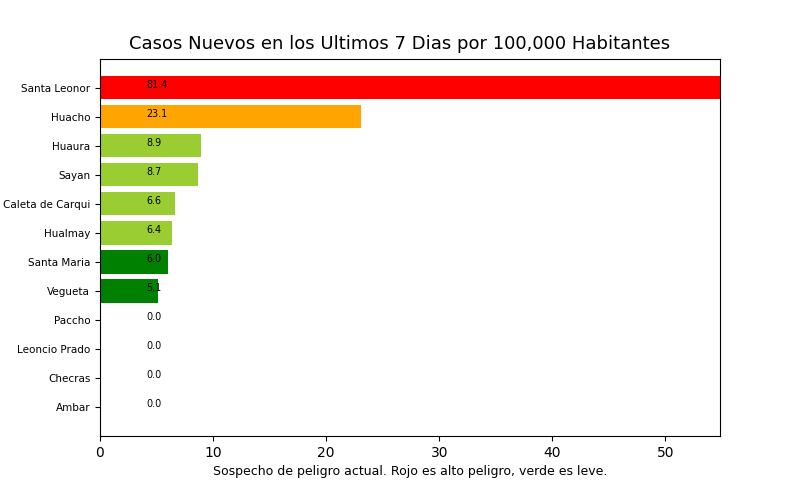 Casos Nuevos en los Ultimos 7 Dias por 100,000 Habitantes
Santa Leonor 81.4
Huacho 23.1
Huaura 8.9
Sayan 8.7
Caleta de Carqui 6.6
Hualmay 6.4
Santa Maria 6.0
Vegueta 5.1
Paccho 0.0
Leoncio Prado 0.0
Checras 0.0
Ambar 0.0
0 10 20 30 40 50
Sospecho de peligro actual. Rojo es alto peligro, verde es leve.